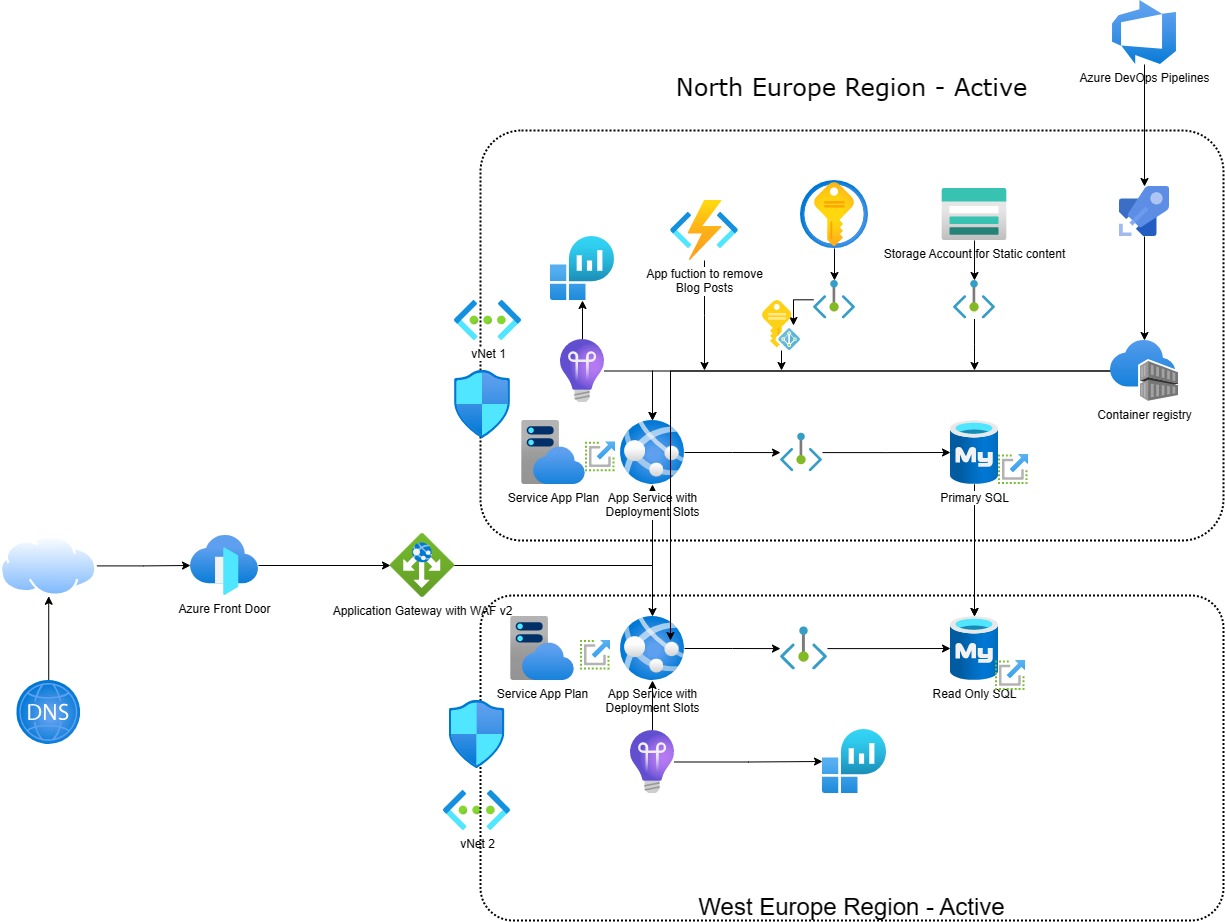 Azure DevOps Pipelines
North Europe Region - Active
App fuction to remove
Blog Posts
Storage Account for Static content
vNet 1
Container registry
Service App Plan
App Service with
Deployment Slots
My
Primary SQL
Azure Front Door
Application Gateway with WAF v2
My
Service App Plan
App Service with
Deployment Slots
Read Only SQL
DNS
vNet 2
West Europe Region - Active